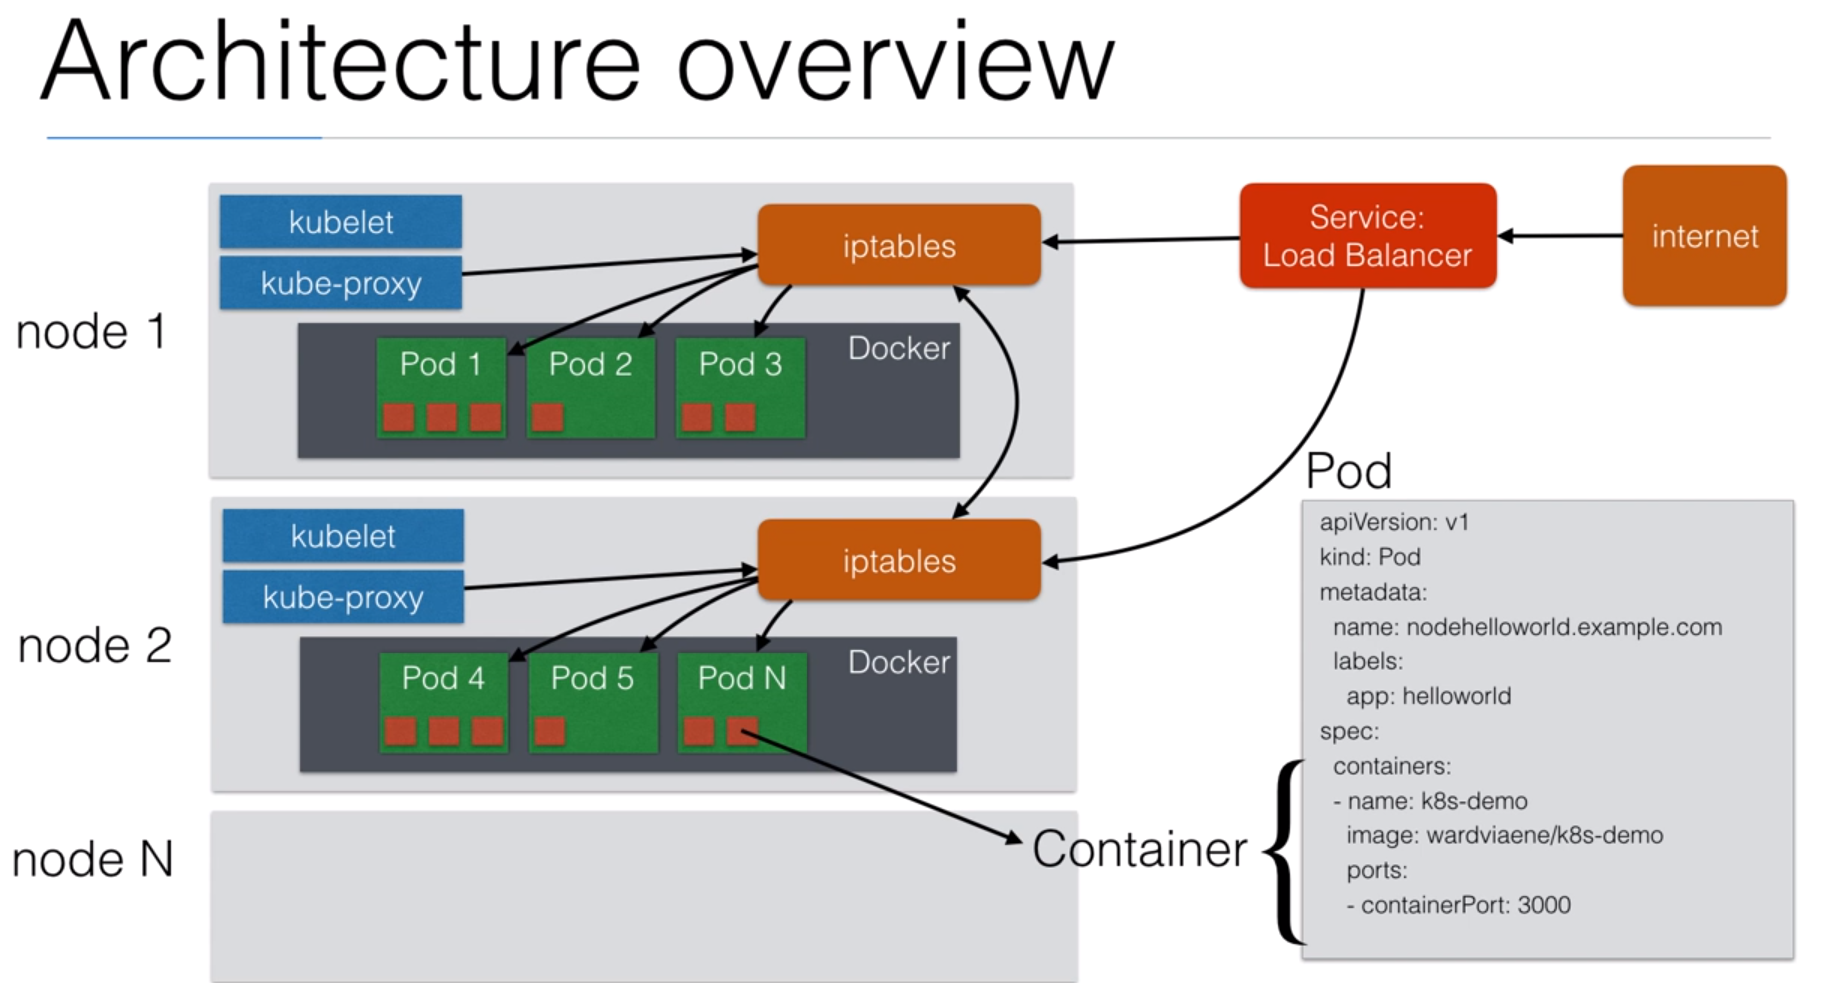 Architecture overview
node 1
kubelet
kube-proxy
iptables
Docker
Pod 1
Pod 2
Pod 3
Service:
Load Balancer
internet
node 2
kubelet
kube-proxy
iptables
Docker
Pod 4
Pod 5
Pod N
node N
Container
Pod
apiVersion: v1
kind: Pod
metadata:
name: nodehelloworld.example.com
labels:
app: helloworld
spec:
containers:
- name: k8s-demo
image: wardviaene/k8s-demo
ports:
- containerPort: 3000